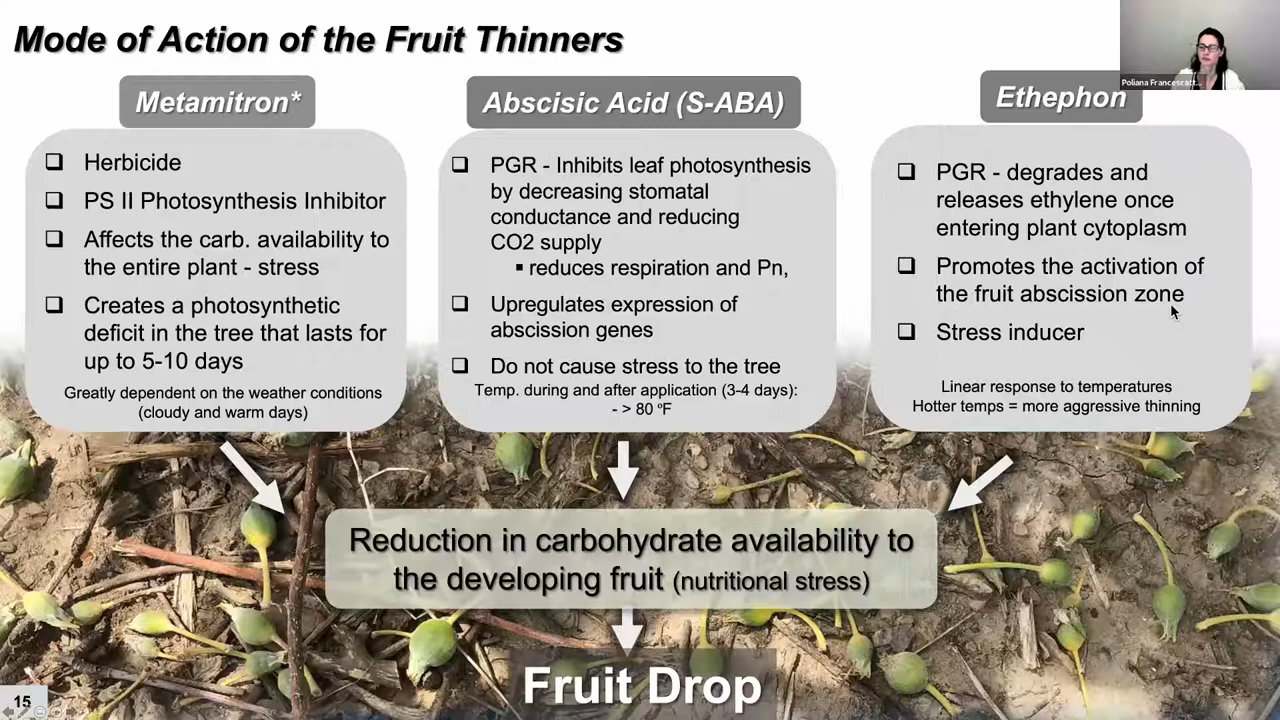 Mode of Action of the Fruit Thinners
Poliana Francescatt...
Metamitron*
Herbicide
PS II Photosynthesis Inhibitor
Affects the carb. availability to
the entire plant - stress
Creates a photosynthetic
deficit in the tree that lasts for
up to 5-10 days
Greatly dependent on the weather conditions
(cloudy and warm days)
Abscisic Acid (S-ABA)
PGR - Inhibits leaf photosynthesis
by decreasing stomatal
conductance and reducing
CO2 supply
▪ reduces respiration and Pn,
Upregulates expression of
abscission genes
Do not cause stress to the tree
Temp. during and after application (3-4 days):
- > 80 ºF
Ethephon
PGR - degrades and
releases ethylene once
entering plant cytoplasm
Promotes the activation of
the fruit abscission zone
Stress inducer
Linear response to temperatures
Hotter temps = more aggressive thinning
Reduction in carbohydrate availability to
the developing fruit (nutritional stress)
Fruit Drop
15